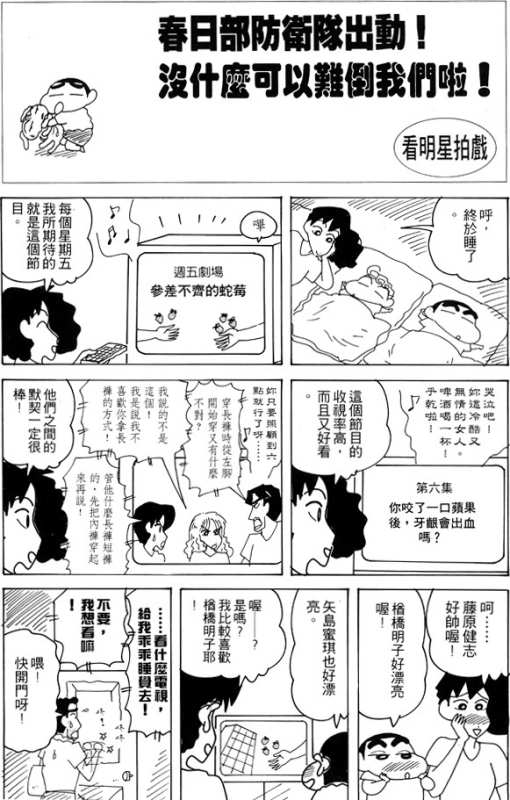 春日部防衛隊出動！
沒什麼可以難倒我們啦！
看明星拍戲
呼，
終於睡了
。
嗶
週五劇場
參差不齊的蛇莓
每個星期五
我所期待的
就是這個節
目。
哭泣吧
妳這冷酷又
無情的女人。
啤酒喝一杯！
乎乾啦！
這個節目的
收視率高，
而且又好看
。
第六集
你咬了一口蘋果
後，牙齦會出血
嗎？
妳只要照顧到六
點就行了呀……
穿長褲時從左腳
開始穿又有什麼
不對？
我說的不是
這個！
我是說我不
喜歡你拿長
褲的方式！
管他什麼長褲短褲
的，先把內褲穿起
來再說！
他們之間的
默契一定很
棒！
呵……
藤原健志
好帥喔！
楢橋明子好漂亮
喔！
矢島蜜琪也好漂
亮。
喔——？
是嗎？
我比較喜歡
楢橋明子耶
……看什麼電視，
給我乖乖睡覺去！
不要，
我想看嘛
！
喂！
快開門呀！